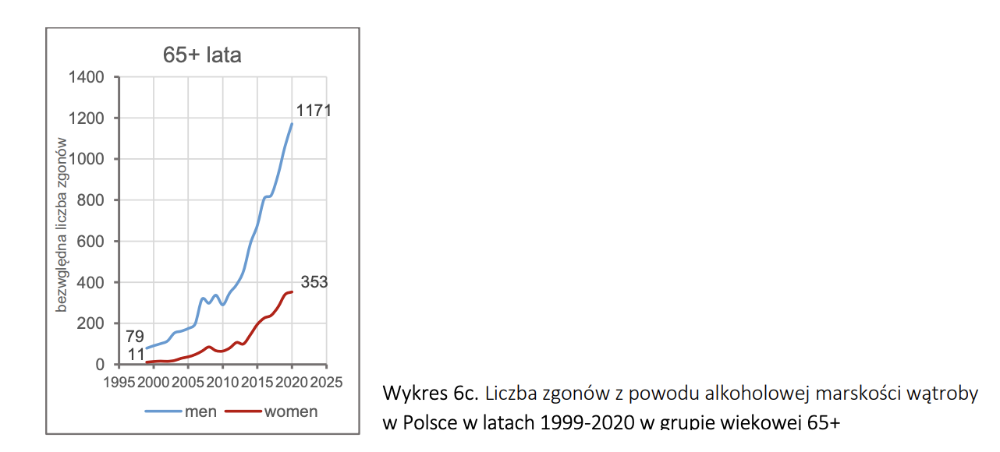 65+ lata
1400
1200
1000
800
600
400
200
0
bezwględna liczba zgonów
1171
353
79
11
1995 2000 2005 2010 2015 2020 2025
men women
Wykres 6c. Liczba zgonów z powodu alkoholowej marskości wątroby
w Polsce w latach 1999-2020 w grupie wiekowej 65+